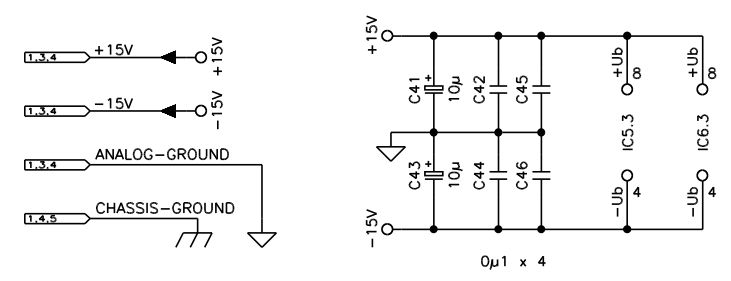 1,3,4
+15V
+15V
1,3,4
-15V
-15V
1,3,4
ANALOG-GROUND
1,4,5
CHASSIS-GROUND
+15V
C41
+
10µ
C42
C45
+Ub
8
IC5.3
-Ub
4
+Ub
8
IC6.3
-Ub
4
C43
+
10µ
C44
C46
-15V
0µ1 x 4